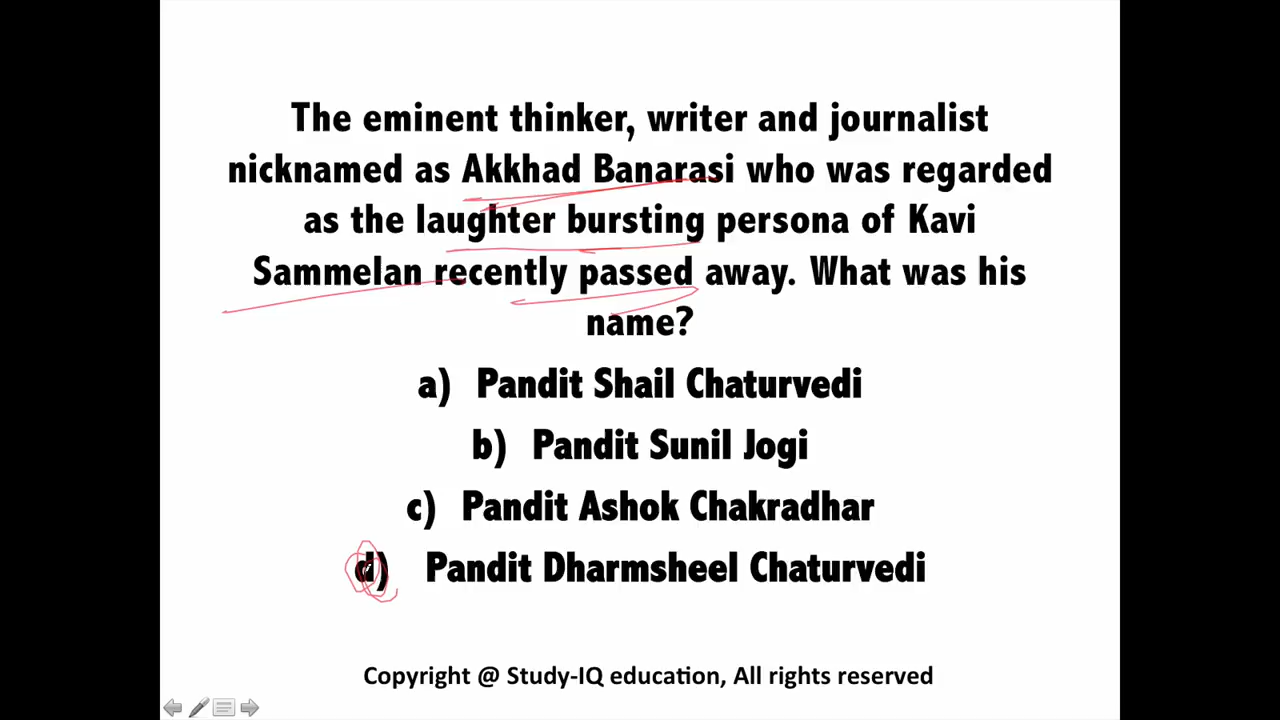 The eminent thinker, writer and journalist
nicknamed as Akkhad Banarasi who was regarded
as the laughter bursting persona of Kavi
Sammelan recently passed away. What was his
name?
a) Pandit Shail Chaturvedi
b) Pandit Sunil Jogi
c) Pandit Ashok Chakradhar
d) Pandit Dharmsheel Chaturvedi
Copyright @ Study-IQ education, All rights reserved